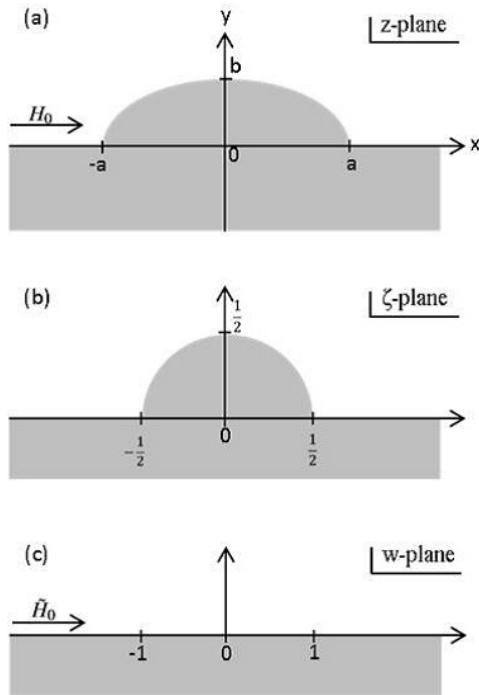 (a)
y
z-plane
b
H₀
x
-a
0
a
(b)
ζ-plane
1/2
-1/2
0
1/2
(c)
w-plane
H̃₀
-1
0
1